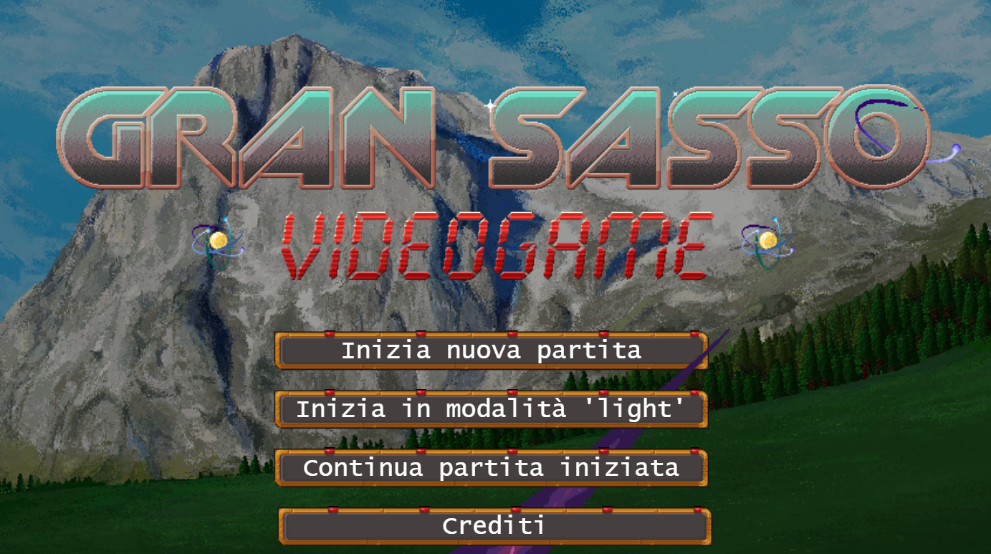 GRAN SASSO
VIDEOGAME
Inizia nuova partita
Inizia in modalità 'light'
Continua partita iniziata
Crediti